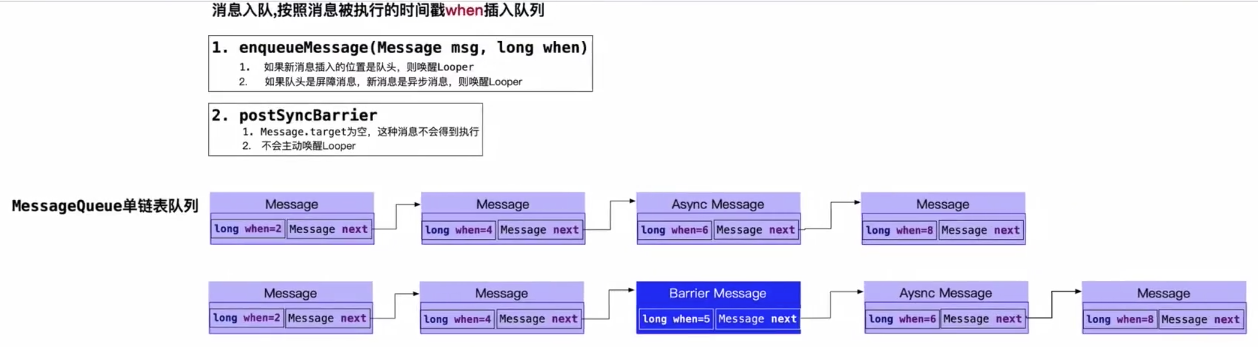 消息入队,按照消息被执行的时间戳when插入队列
1. enqueueMessage(Message msg, long when)
1. 如果新消息插入的位置是队头，则唤醒Looper
2. 如果队头是屏障消息，新消息是异步消息，则唤醒Looper
2. postSyncBarrier
1. Message.target为空，这种消息不会得到执行
2. 不会主动唤醒Looper
MessageQueue单链表队列
Message Message Async Message Message
long when=2 Message next long when=4 Message next long when=6 Message next long when=8 Message next
Message Message Barrier Message Aysnc Message Message
long when=2 Message next long when=4 Message next long when=5 Message next long when=6 Message next long when=8 Message next